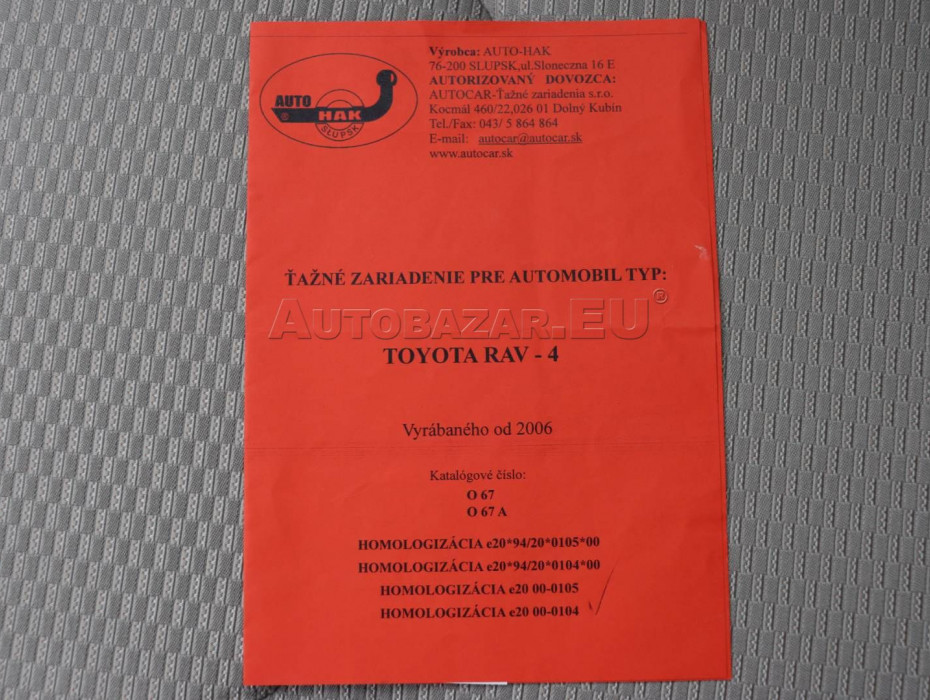 AUTO
HAK
®
SŁUPSK
Výrobca: AUTO-HAK
76-200 SLUPSK,ul.Sloneczna 16 E
AUTORIZOVANÝ DOVOZCA:
AUTOCAR-Ťažné zariadenia s.r.o.
Kocmál 460/22,026 01 Dolný Kubín
Tel./Fax: 043/ 5 864 864
E-mail: autocar@autocar.sk
www.autocar.sk
ŤAŽNÉ ZARIADENIE PRE AUTOMOBIL TYP:
AUTOBAZAR.EU®
TOYOTA RAV - 4
Vyrábaného od 2006
Katalógové číslo:
O 67
O 67 A
HOMOLOGIZÁCIA e20*94/20*0105*00
HOMOLOGIZÁCIA e20*94/20*0104*00
HOMOLOGIZÁCIA e20 00-0105
HOMOLOGIZÁCIA e20 00-0104